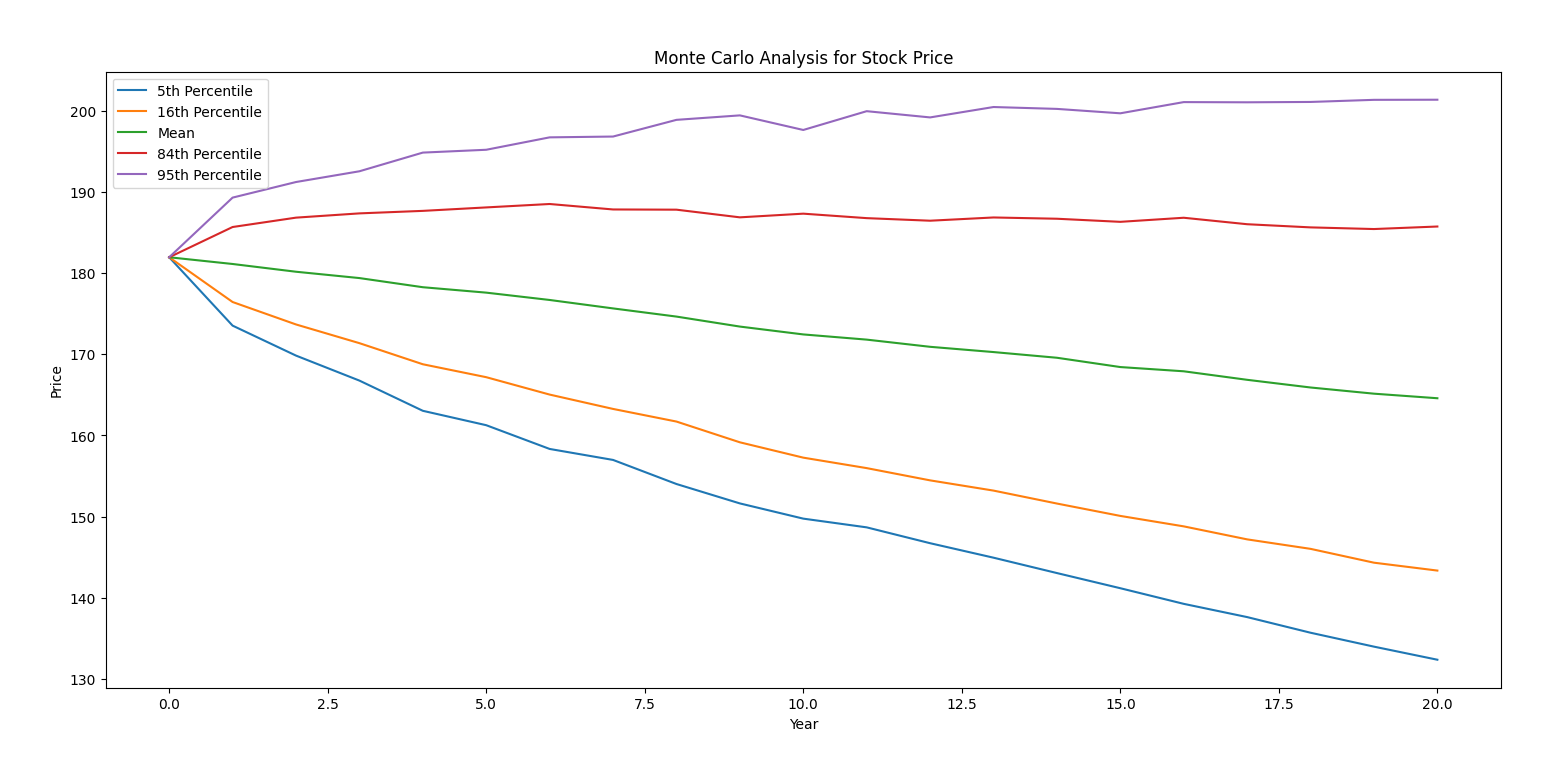 Monte Carlo Analysis for Stock Price
5th Percentile
16th Percentile
Mean
84th Percentile
95th Percentile
200
190
180
170
160
150
140
130
Price
0.0 2.5 5.0 7.5 10.0 12.5 15.0 17.5 20.0
Year